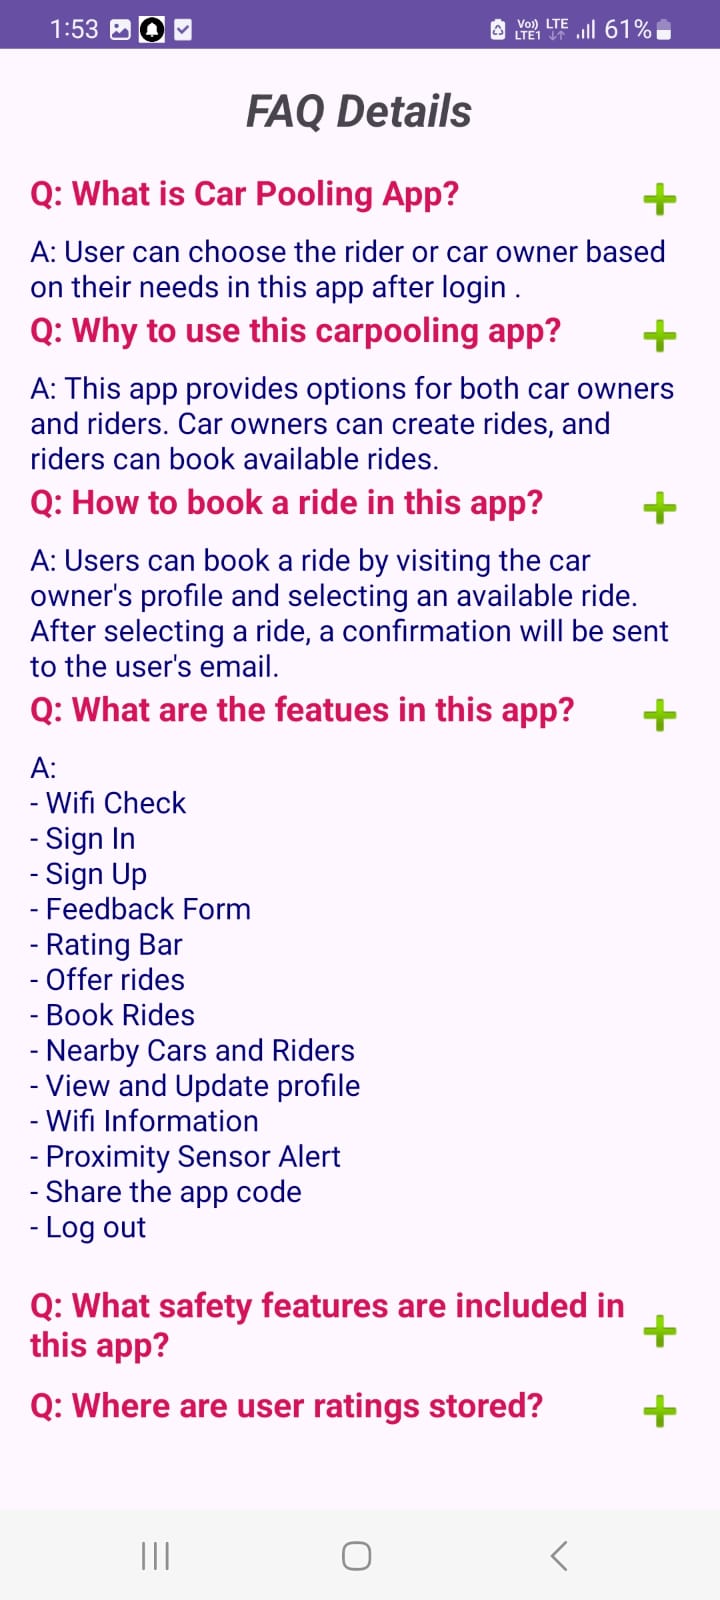 1:53
Vo)) LTE
LTE1
61%
FAQ Details
Q: What is Car Pooling App?
A: User can choose the rider or car owner based
on their needs in this app after login .
Q: Why to use this carpooling app?
A: This app provides options for both car owners
and riders. Car owners can create rides, and
riders can book available rides.
Q: How to book a ride in this app?
A: Users can book a ride by visiting the car
owner's profile and selecting an available ride.
After selecting a ride, a confirmation will be sent
to the user's email.
Q: What are the featues in this app?
A:
- Wifi Check
- Sign In
- Sign Up
- Feedback Form
- Rating Bar
- Offer rides
- Book Rides
- Nearby Cars and Riders
- View and Update profile
- Wifi Information
- Proximity Sensor Alert
- Share the app code
- Log out
Q: What safety features are included in
this app?
Q: Where are user ratings stored?